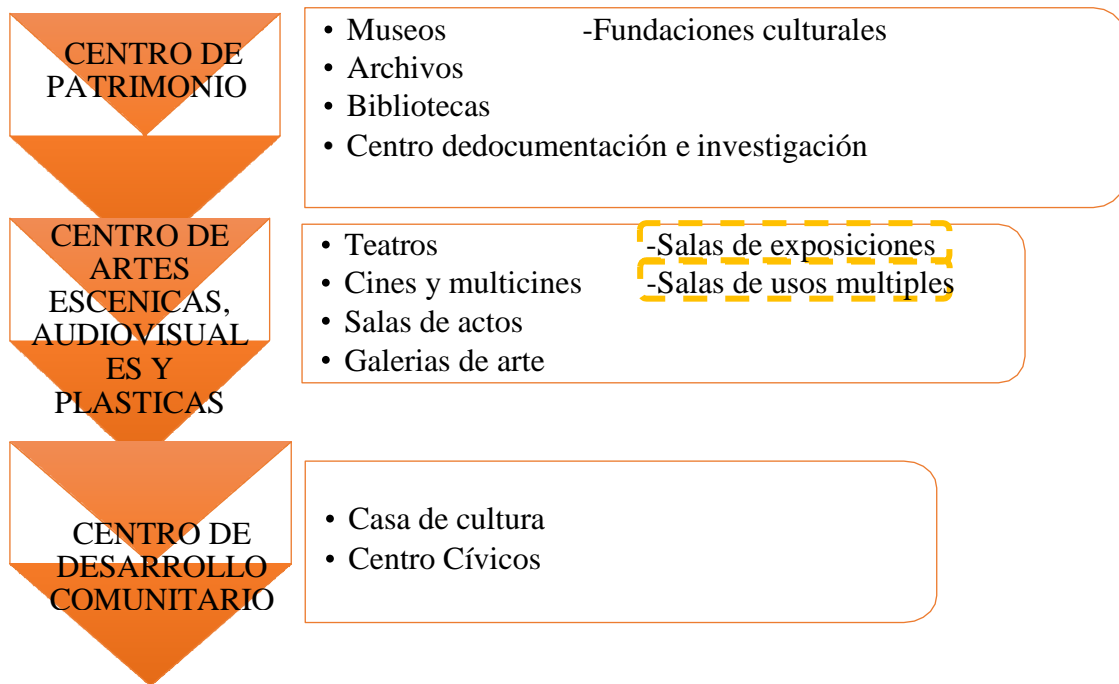 CENTRO DE
PATRIMONIO
• Museos -Fundaciones culturales
• Archivos
• Bibliotecas
• Centro dedocumentación e investigación
CENTRO DE
ARTES
ESCENICAS,
AUDIOVISUAL
ES Y
PLASTICAS
• Teatros -Salas de exposiciones
• Cines y multicines -Salas de usos multiples
• Salas de actos
• Galerias de arte
CENTRO DE
DESARROLLO
COMUNITARIO
• Casa de cultura
• Centro Cívicos